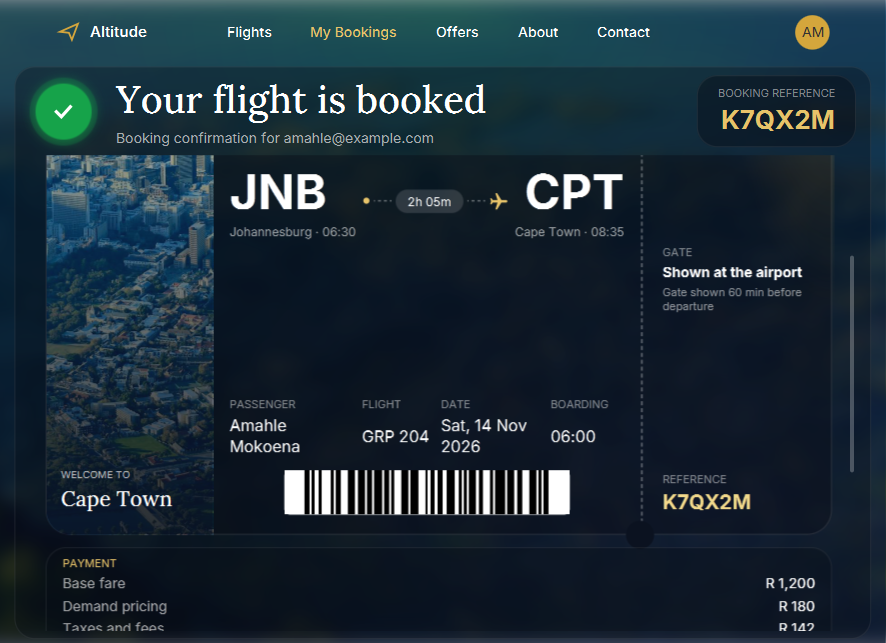 Altitude
Flights
My Bookings
Offers
About
Contact
AM
Your flight is booked
Booking confirmation for amahle@example.com
BOOKING REFERENCE
K7QX2M
JNB
2h 05m
CPT
Johannesburg · 06:30
Cape Town · 08:35
GATE
Shown at the airport
Gate shown 60 min before
departure
PASSENGER
Amahle
Mokoena
FLIGHT
GRP 204
DATE
Sat, 14 Nov
2026
BOARDING
06:00
WELCOME TO
Cape Town
REFERENCE
K7QX2M
PAYMENT
Base fare
R 1,200
Demand pricing
R 180
Taxes and fees
R 142